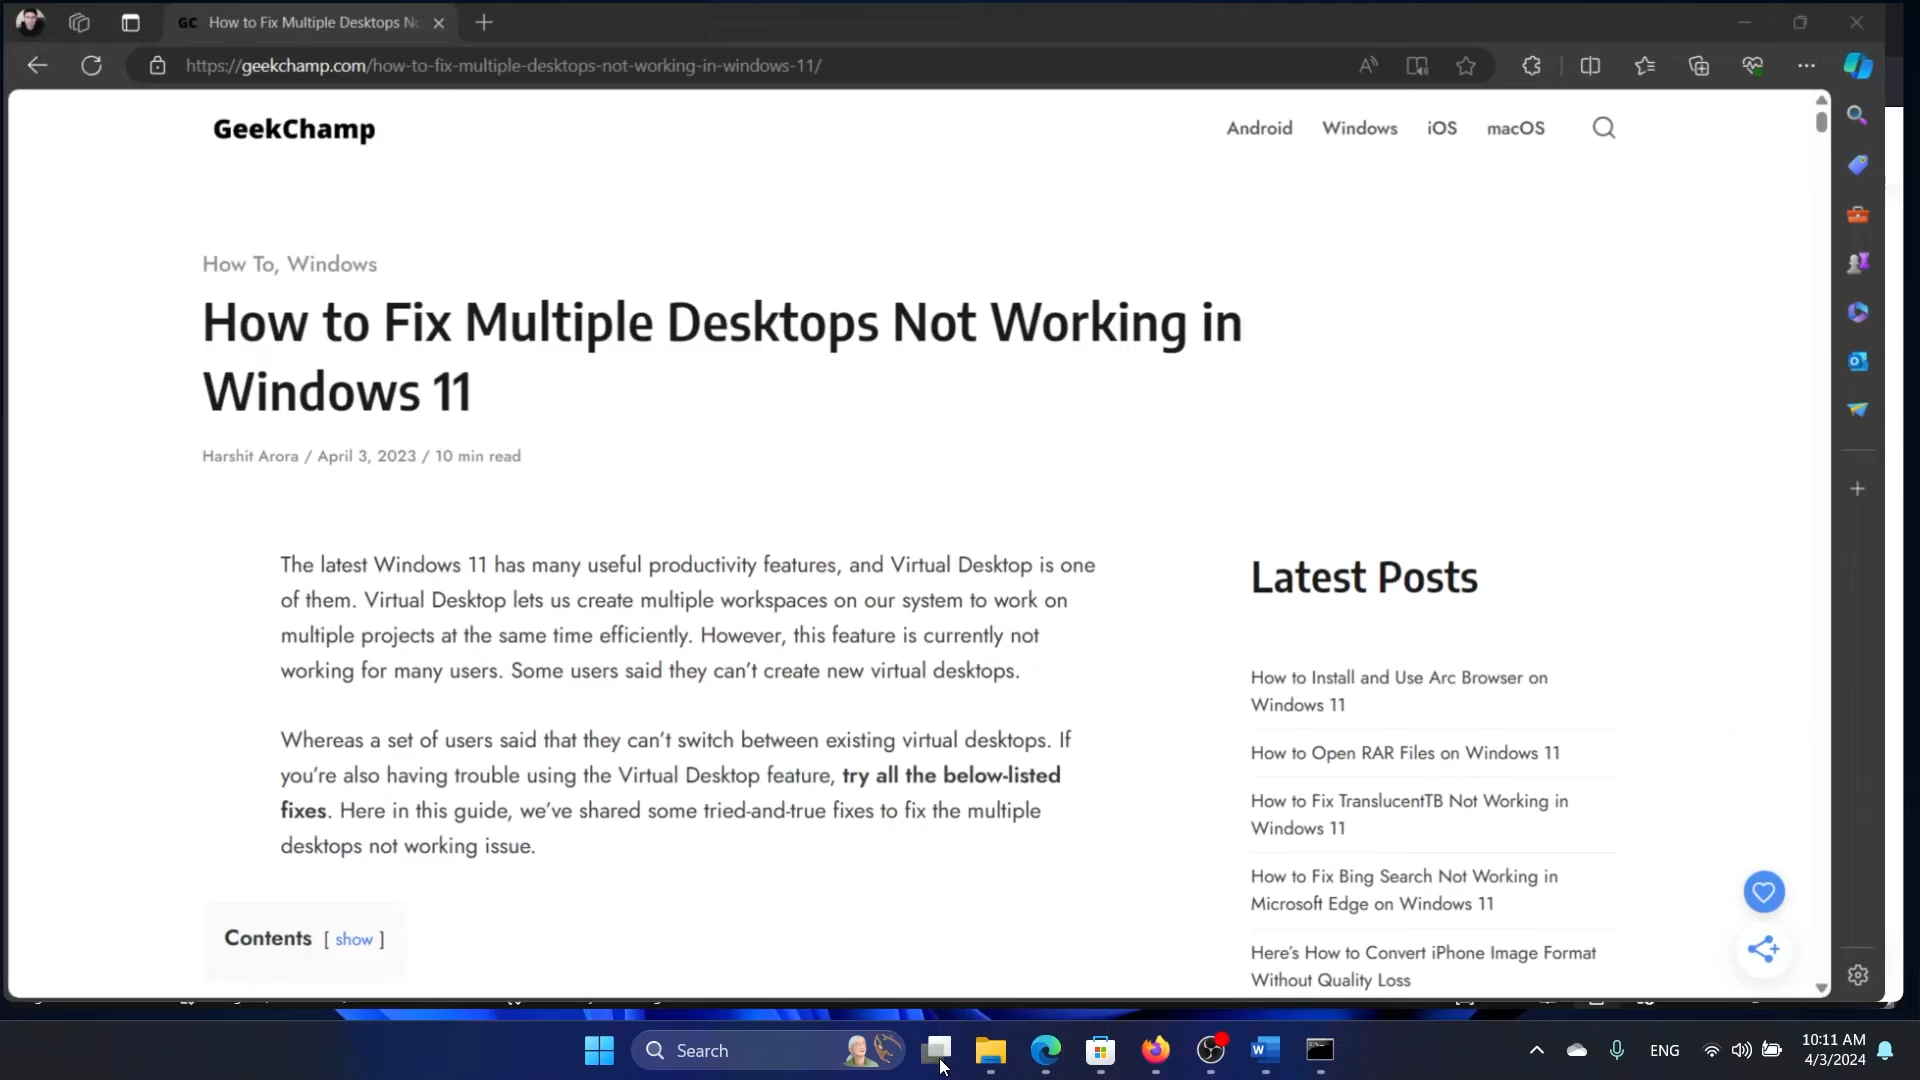 How to Fix Multiple Desktops No
https://geekchamp.com/how-to-fix-multiple-desktops-not-working-in-windows-11/
GeekChamp
Android
Windows
iOS
macOS
How To, Windows
How to Fix Multiple Desktops Not Working in
Windows 11
Harshit Arora / April 3, 2023 / 10 min read
The latest Windows 11 has many useful productivity features, and Virtual Desktop is one
of them. Virtual Desktop lets us create multiple workspaces on our system to work on
multiple projects at the same time efficiently. However, this feature is currently not
working for many users. Some users said they can’t create new virtual desktops.
Whereas a set of users said that they can’t switch between existing virtual desktops. If
you’re also having trouble using the Virtual Desktop feature, try all the below-listed
fixes. Here in this guide, we’ve shared some tried-and-true fixes to fix the multiple
desktops not working issue.
Contents [ show ]
Latest Posts
How to Install and Use Arc Browser on
Windows 11
How to Open RAR Files on Windows 11
How to Fix TranslucentTB Not Working in
Windows 11
How to Fix Bing Search Not Working in
Microsoft Edge on Windows 11
Here’s How to Convert iPhone Image Format
Without Quality Loss
Search
ENG
10:11 AM
4/3/2024